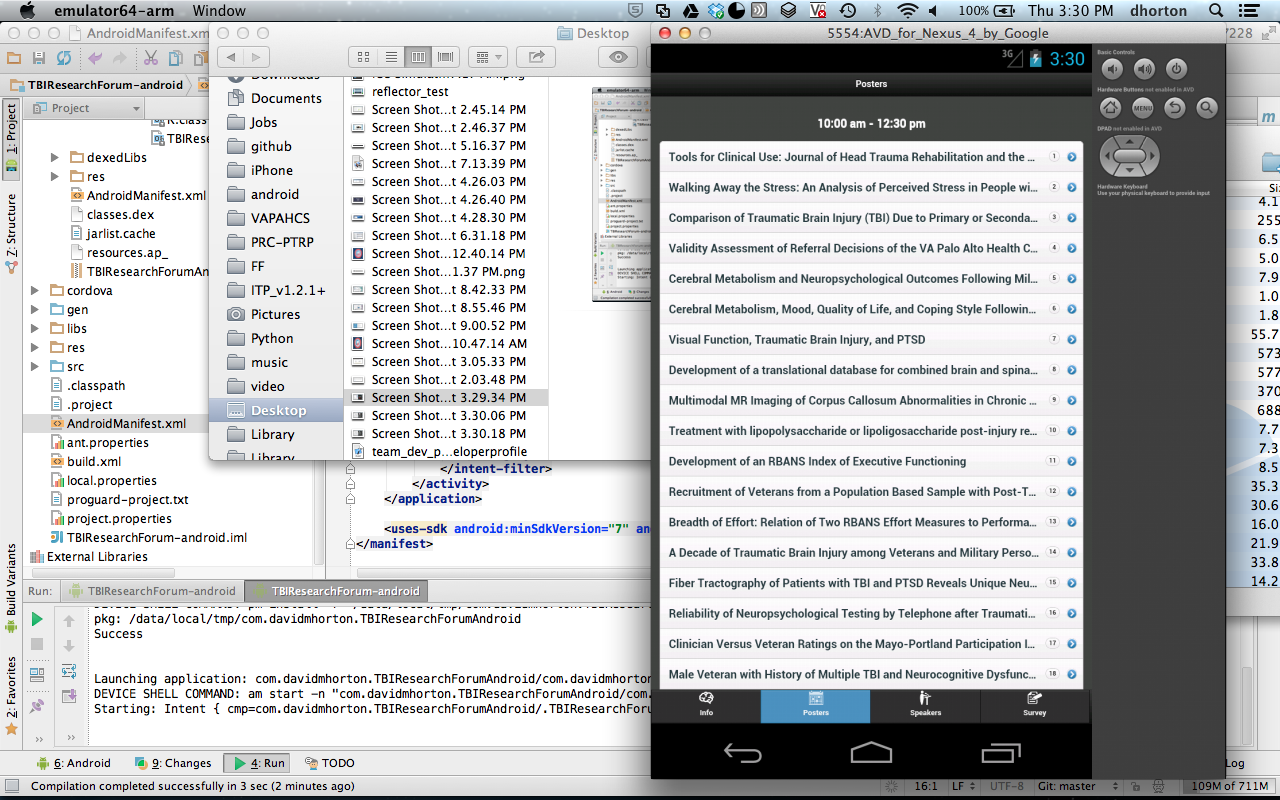 emulator64-arm Window
100% Thu 3:30 PM dhorton
AndroidManifest.xm
Desktop
5554:AVD_for_Nexus_4_by_Google
7228
TBIResearchForum-android
Project
1: Project
Z: Structure
Build Variants
2: Favorites
TBIResearchFor
dexedLibs
res
AndroidManifest.xml
classes.dex
jarlist.cache
resources.ap_
TBIResearchForumAn
cordova
gen
libs
res
src
.classpath
.project
AndroidManifest.xml
ant.properties
build.xml
local.properties
proguard-project.txt
project.properties
TBIResearchForum-android.iml
External Libraries
Downloads
Documents
Jobs
github
iPhone
android
VAPAHCS
PRC-PTRP
FF
ITP_v1.2.1+
Pictures
Python
music
video
Desktop
Library
Library
reflector_test
Screen Shot...t 5.45.14 PM
Screen Shot...t 2.46.37 PM
Screen Shot...t 5.16.37 PM
Screen Shot...t 7.13.39 PM
Screen Shot...t 4.26.03 PM
Screen Shot...t 4.26.40 PM
Screen Shot...t 4.28.30 PM
Screen Shot...t 6.31.18 PM
Screen Shot...12.40.14 PM
Screen Shot... 1.37 PM.png
Screen Shot...t 8.42.33 PM
Screen Shot...t 8.55.46 PM
Screen Shot...t 9.00.52 PM
Screen Shot...10.47.14 AM
Screen Shot...t 3.05.33 PM
Screen Shot...t 2.03.48 PM
Screen Shot...t 3.29.34 PM
Screen Shot...t 3.30.06 PM
Screen Shot...t 3.30.18 PM
team_dev_p...eloperprofile
</intent-filter>
</activity>
</application>
<uses-sdk android:minSdkVersion="7" an
</manifest>
Run: TBIResearchForum-android TBIResearchForum-android
pkg: /data/local/tmp/com.davidmhorton.TBIResearchForumAndroid
Success
Launching application: com.davidmhorton.TBIResearchForumAndroid/com.davidmhorton
DEVICE SHELL COMMAND: am start -n "com.davidmhorton.TBIResearchForumAndroid/com.
Starting: Intent { cmp=com.davidmhorton.TBIResearchForumAndroid/.TBIResearchForu
6: Android 9: Changes 4: Run TODO
Log
Compilation completed successfully in 3 sec (2 minutes ago)
16:1 LF UTF-8 Git: master 109M of 711M
3G 3:30
Posters
10:00 am - 12:30 pm
Tools for Clinical Use: Journal of Head Trauma Rehabilitation and the ...
Walking Away the Stress: An Analysis of Perceived Stress in People wi...
Comparison of Traumatic Brain Injury (TBI) Due to Primary or Seconda...
Validity Assessment of Referral Decisions of the VA Palo Alto Health C...
Cerebral Metabolism and Neuropsychological Outcomes Following Mil...
Cerebral Metabolism, Mood, Quality of Life, and Coping Style Followin... 6
Visual Function, Traumatic Brain Injury, and PTSD 7
Development of a translational database for combined brain and spina... 8
Multimodal MR Imaging of Corpus Callosum Abnormalities in Chronic ... 9
Treatment with lipopolysaccharide or lipoligosaccharide post-injury re... 10
Development of an RBANS Index of Executive Functioning 11
Recruitment of Veterans from a Population Based Sample with Post-T... 12
Breadth of Effort: Relation of Two RBANS Effort Measures to Performa... 13
A Decade of Traumatic Brain Injury among Veterans and Military Perso... 14
Fiber Tractography of Patients with TBI and PTSD Reveals Unique Neu... 15
Reliability of Neuropsychological Testing by Telephone after Traumati... 16
Clinician Versus Veteran Ratings on the Mayo-Portland Participation I... 17
Male Veteran with History of Multiple TBI and Neurocognitive Dysfunc... 18
Info Posters Speakers Survey
Basic Controls
Hardware Buttons not enabled in AVD
MENU
DPAD not enabled in AVD
Hardware Keyboard
Use your physical keyboard to provide input
Siz
4.1
255
2.5
5.0
1.0
1.8
55.7
573
577
370
688
7.7
7.3
8.5
35.3
30.6
16.0
21.9
33.8
14.2